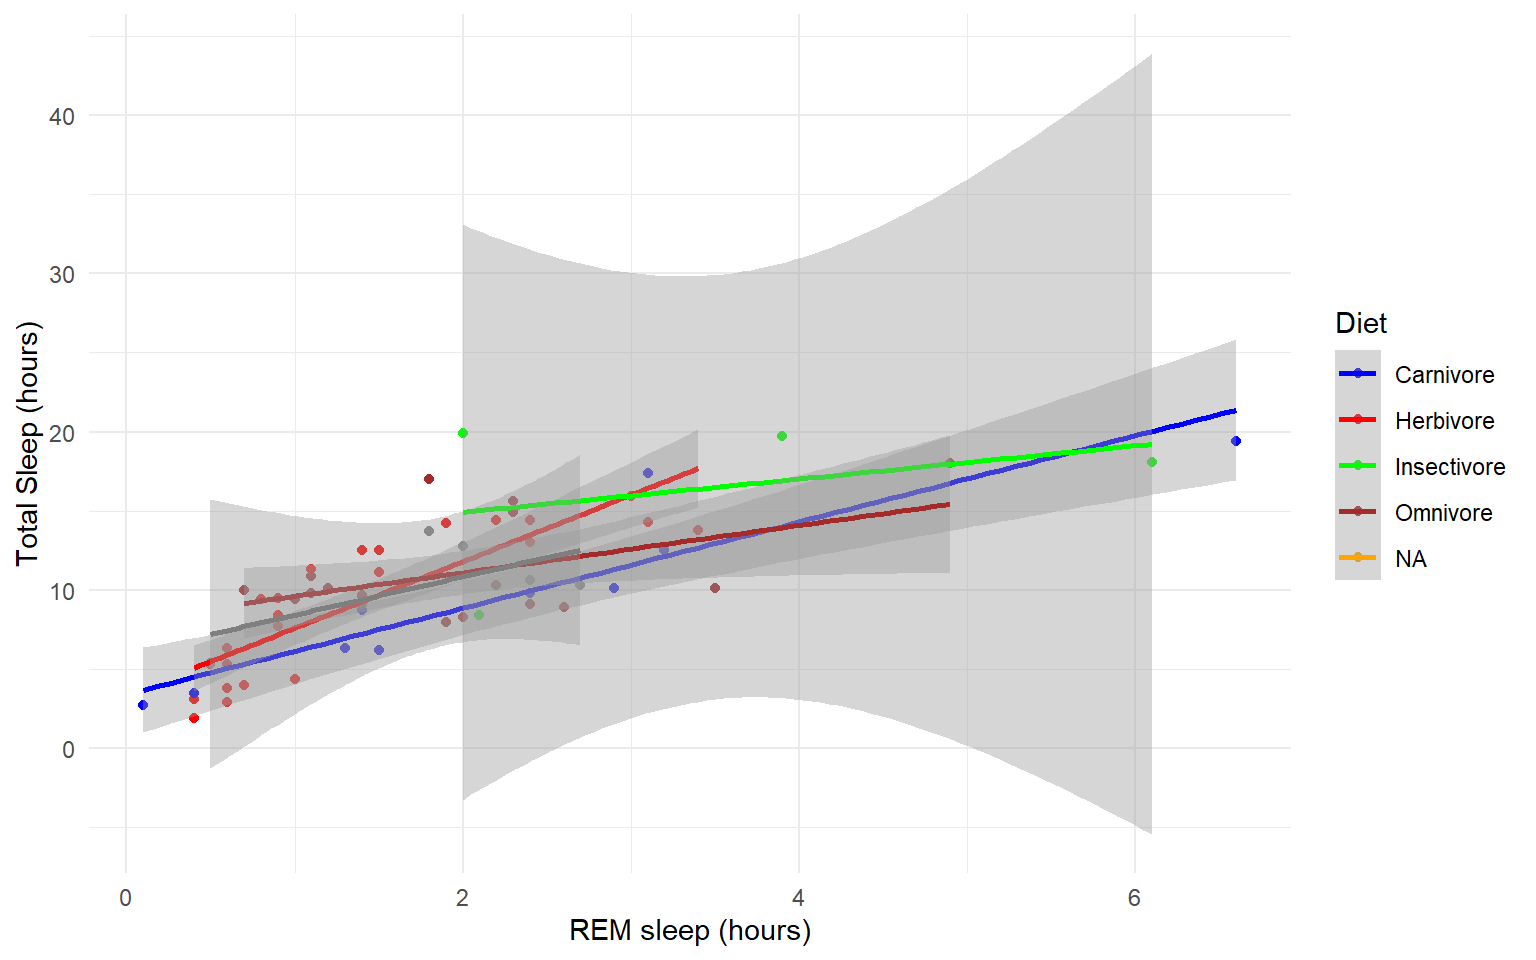 40
30
20
10
0
0 2 4 6
REM sleep (hours)
Total Sleep (hours)
Diet
Carnivore
Herbivore
Insectivore
Omnivore
NA